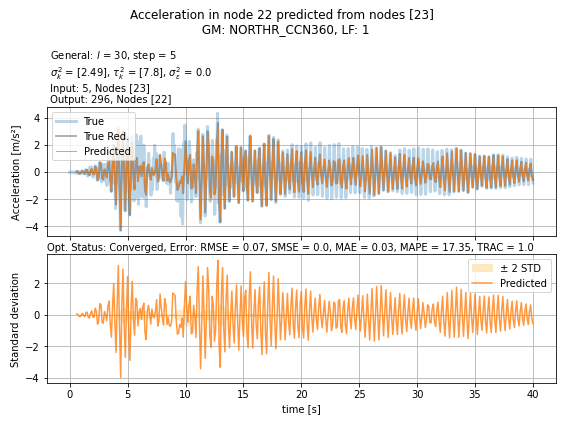 Acceleration in node 22 predicted from nodes [23]
GM: NORTHR_CCN360, LF: 1
General: l = 30, step = 5
σ²ₖ = [2.49], τ²ₖ = [7.8], σ²ε = 0.0
Input: 5, Nodes [23]
Output: 296, Nodes [22]
True
True Red.
Predicted
Acceleration [m/s²]
4
2
0
−2
−4
Opt. Status: Converged, Error: RMSE = 0.07, SMSE = 0.0, MAE = 0.03, MAPE = 17.35, TRAC = 1.0
± 2 STD
Predicted
Standard deviation
2
0
−2
−4
0 5 10 15 20 25 30 35 40
time [s]